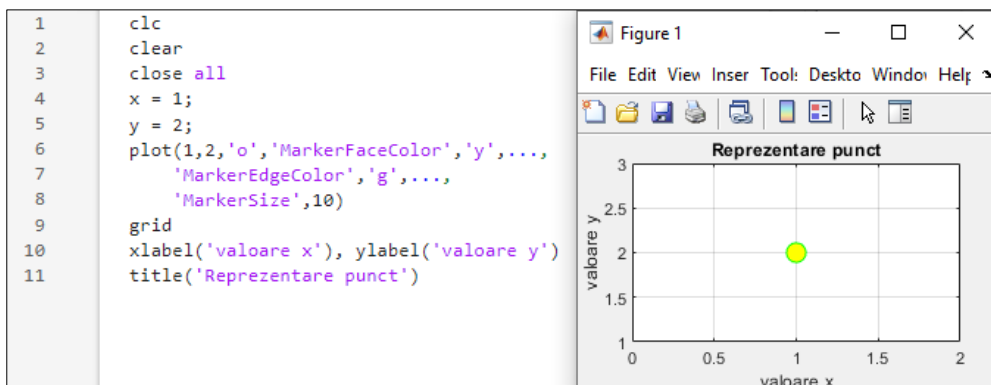 1 clc
2 clear
3 close all
4 x = 1;
5 y = 2;
6 plot(1,2,'o','MarkerFaceColor','y',...,
7 'MarkerEdgeColor','g',...,
8 'MarkerSize',10)
9 grid
10 xlabel('valoare x'), ylabel('valoare y')
11 title('Reprezentare punct')
Figure 1
File Edit View Inser Tool: Deskto Windo Help
Reprezentare punct
3
2.5
2
1.5
1
valoare y
0 0.5 1 1.5 2
valoare x